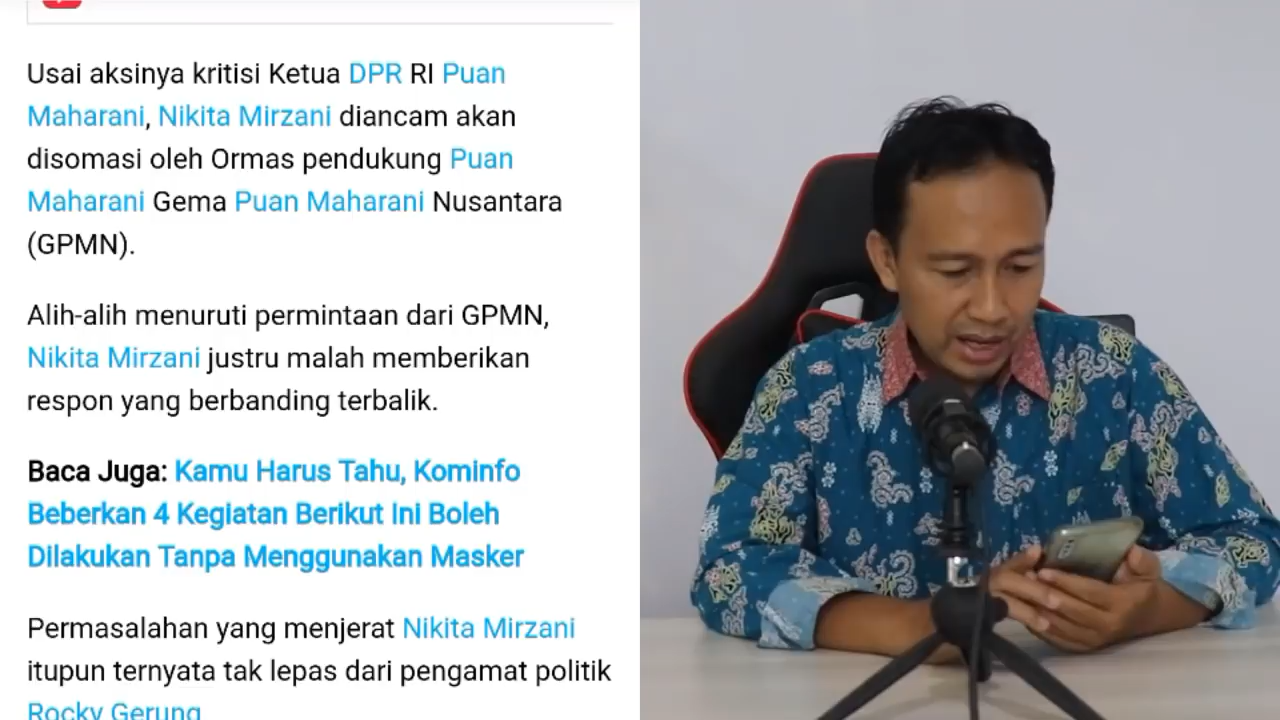 Usai aksinya kritisi Ketua DPR RI Puan
Maharani, Nikita Mirzani diancam akan
disomasi oleh Ormas pendukung Puan
Maharani Gema Puan Maharani Nusantara
(GPMN).
Alih-alih menuruti permintaan dari GPMN,
Nikita Mirzani justru malah memberikan
respon yang berbanding terbalik.
Baca Juga: Kamu Harus Tahu, Kominfo
Beberkan 4 Kegiatan Berikut Ini Boleh
Dilakukan Tanpa Menggunakan Masker
Permasalahan yang menjerat Nikita Mirzani
itupun ternyata tak lepas dari pengamat politik
Rocky Gerung